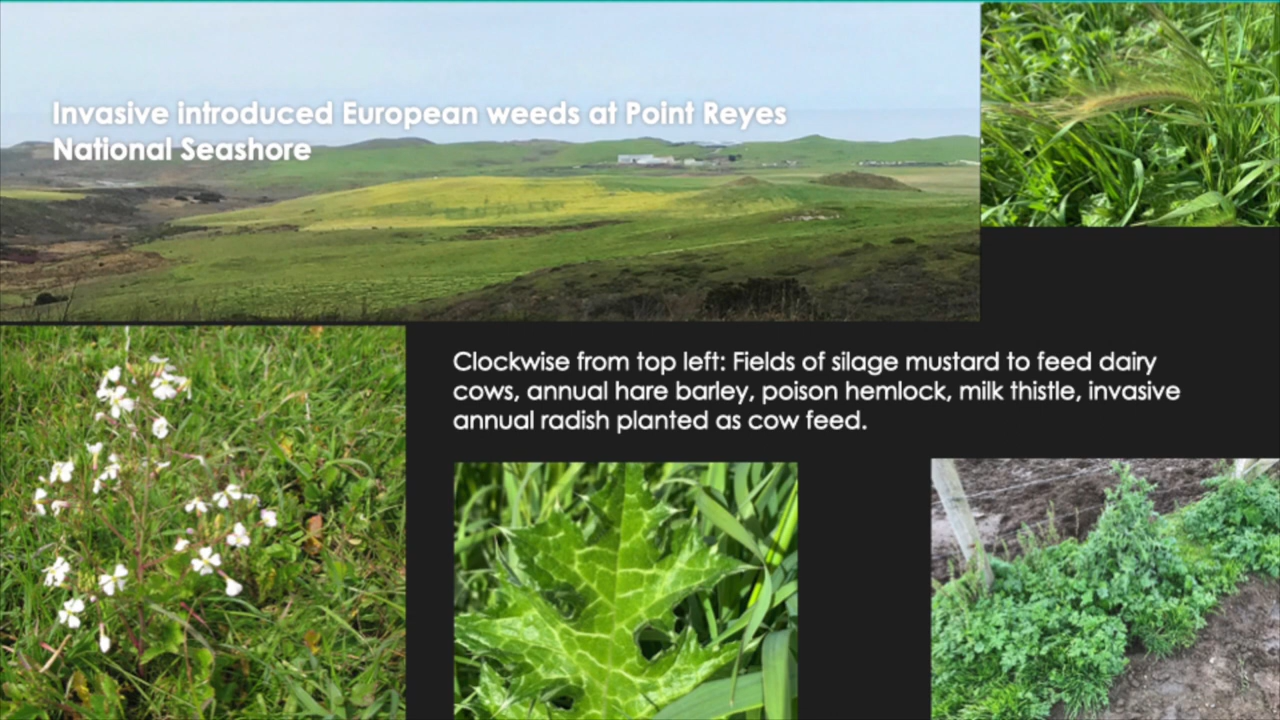 Invasive introduced European weeds at Point Reyes
National Seashore
Clockwise from top left: Fields of silage mustard to feed dairy
cows, annual hare barley, poison hemlock, milk thistle, invasive
annual radish planted as cow feed.